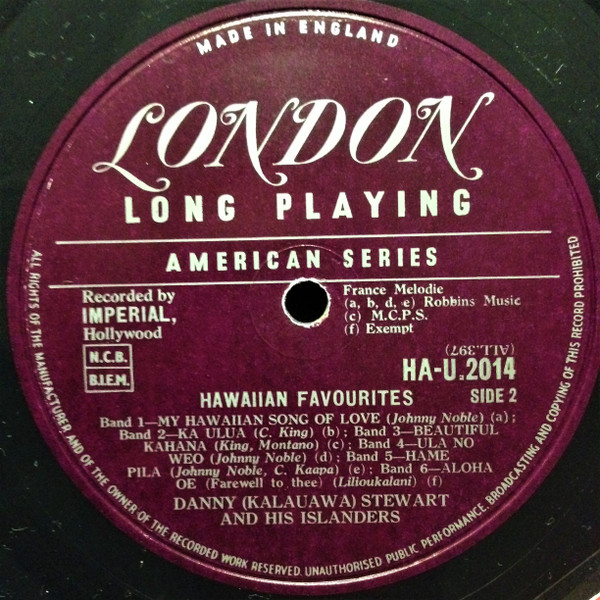 MADE IN ENGLAND
LONDON
LONG PLAYING
AMERICAN SERIES
Recorded by
IMPERIAL,
Hollywood
N.C.B.
B.I.E.M.
France Melodie
(a, b, d, e) Robbins Music
(c) M.C.P.S.
(f) Exempt
(ALL.397)
HA-U.2014
SIDE 2
HAWAIIAN FAVOURITES
Band 1—MY HAWAIIAN SONG OF LOVE (Johnny Noble) (a);
Band 2—KA ULUA (C. King) (b); Band 3—BEAUTIFUL
KAHANA (King, Montano) (c); Band 4—ULA NO
WEO (Johnny Noble) (d); Band 5—HAME
PILA (Johnny Noble, C. Kaapa) (e); Band 6—ALOHA
OE (Farewell to thee) (Lilioukalani) (f)
DANNY (KALAUAWA) STEWART
AND HIS ISLANDERS
ALL RIGHTS OF THE MANUFACTURER AND OF THE OWNER OF THE RECORDED WORK RESERVED. UNAUTHORISED PUBLIC PERFORMANCE, BROADCASTING AND COPYING OF THIS RECORD PROHIBITED